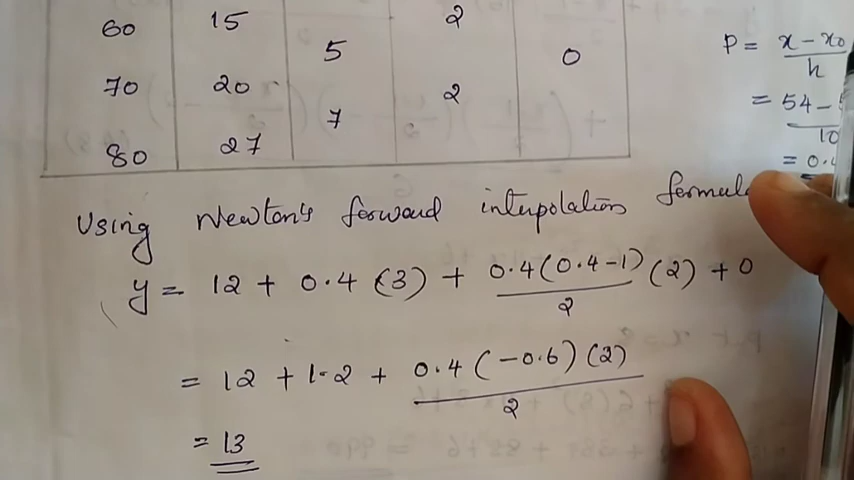 60 15 2
5 0
70 20 2
7
80 27
P = x - x₀ / h
= 54 - / 10
= 0.
Using Newton's forward interpolation formula
y = 12 + 0.4 (3) + 0.4(0.4-1)/2 (2) + 0
= 12 + 1.2 + 0.4(-0.6)(2)/2
= 13